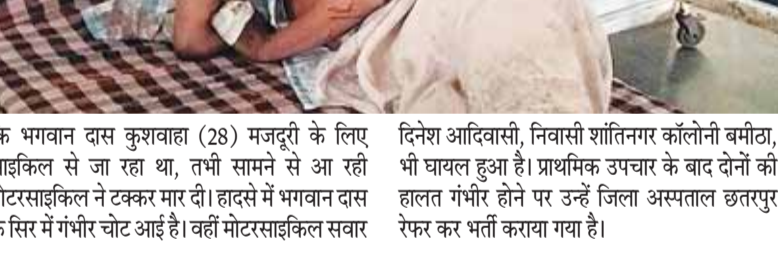 भगवान दास कुशवाहा (28) मजदूरी के लिए
से जा रहा था, तभी सामने से आ रही
ने टक्कर मार दी। हादसे में भगवान दास
सिर में गंभीर चोट आई है। वहीं मोटरसाइकिल सवार
दिनेश आदिवासी, निवासी शांतिनगर कॉलोनी बमीठा,
भी घायल हुआ है। प्राथमिक उपचार के बाद दोनों की
हालत गंभीर होने पर उन्हें जिला अस्पताल छतरपुर
रेफर कर भर्ती कराया गया है।